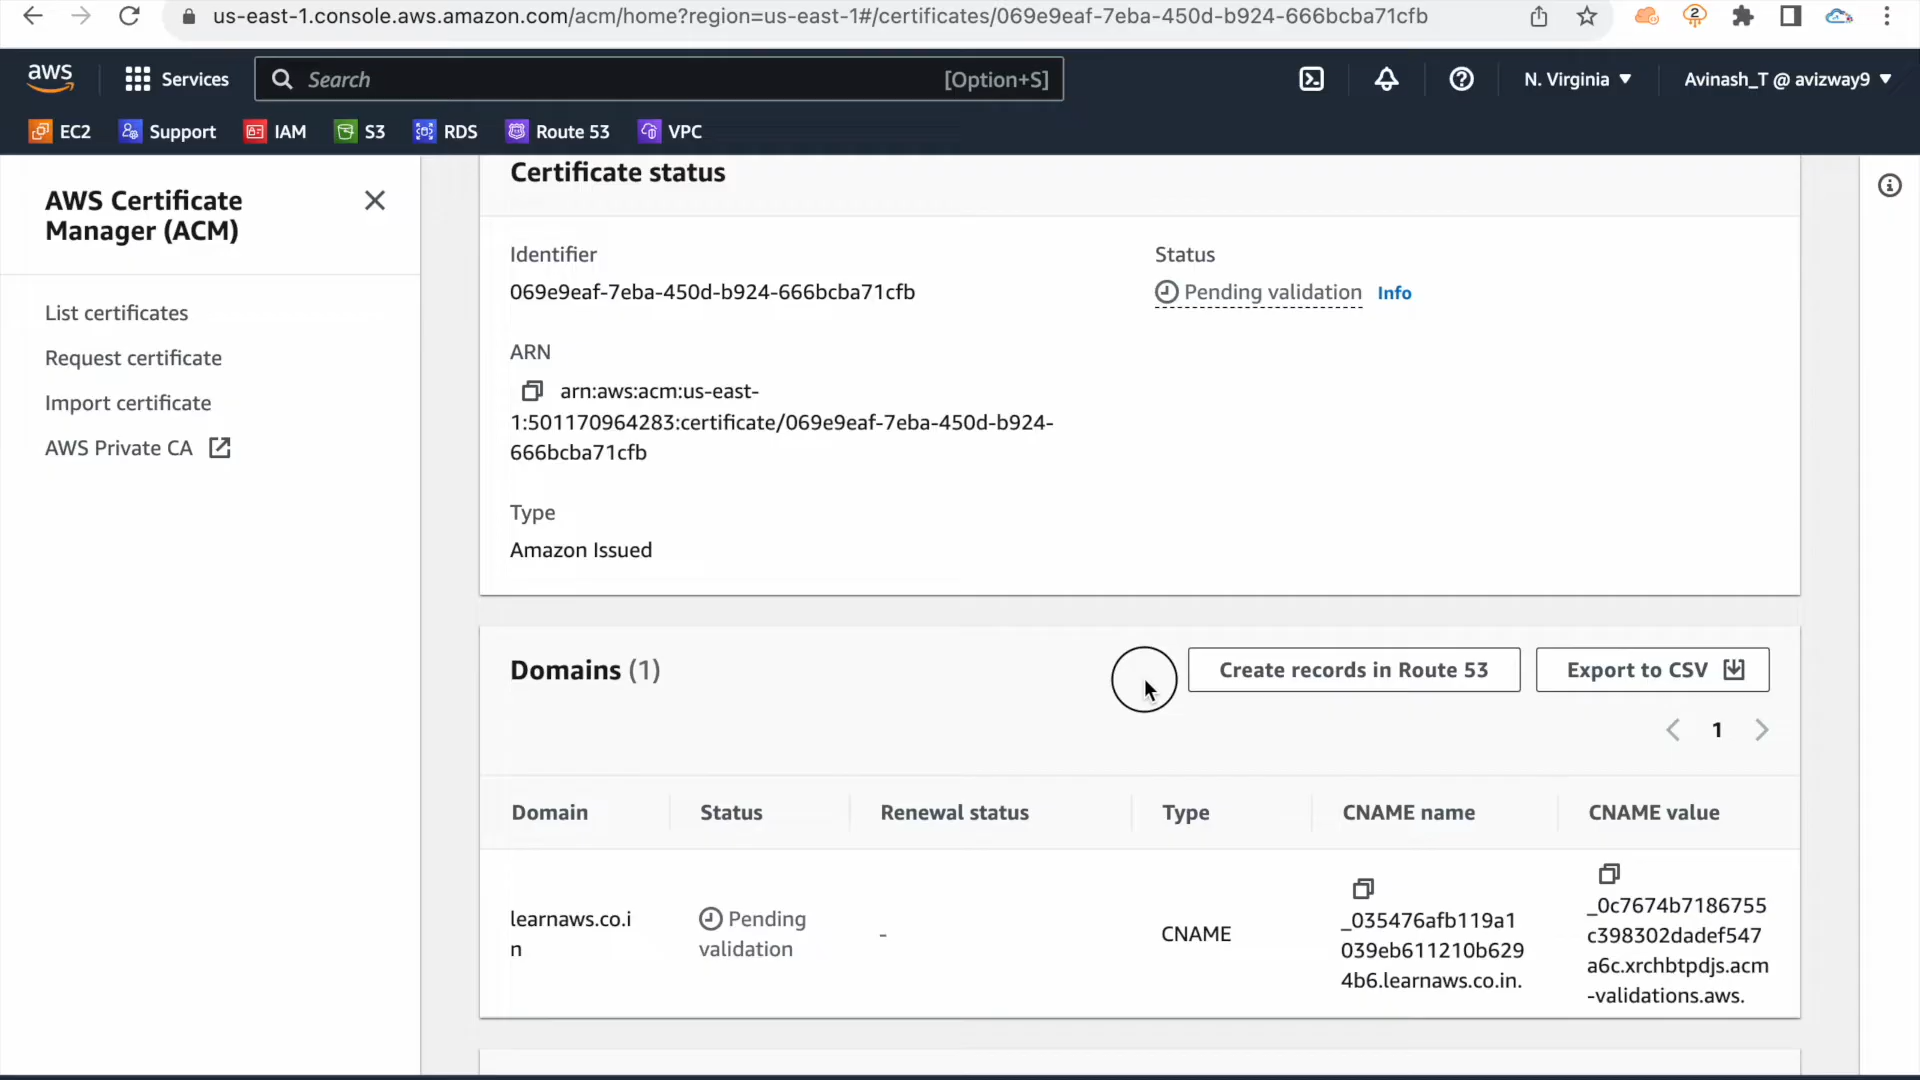 us-east-1.console.aws.amazon.com/acm/home?region=us-east-1#/certificates/069e9eaf-7eba-450d-b924-666bcba71cfb
2
aws
Services
Search
[Option+S]
N. Virginia
Avinash_T @ avizway9
EC2
Support
IAM
S3
RDS
Route 53
VPC
AWS Certificate
Manager (ACM)
List certificates
Request certificate
Import certificate
AWS Private CA
Certificate status
Identifier
069e9eaf-7eba-450d-b924-666bcba71cfb
Status
Pending validation
Info
ARN
arn:aws:acm:us-east-
1:501170964283:certificate/069e9eaf-7eba-450d-b924-
666bcba71cfb
Type
Amazon Issued
Domains (1)
Create records in Route 53
Export to CSV
1
Domain
Status
Renewal status
Type
CNAME name
CNAME value
learnaws.co.i
n
Pending
validation
-
CNAME
_035476afb119a1
039eb611210b629
4b6.learnaws.co.in.
_0c7674b7186755
c398302dadef547
a6c.xrchbtpdjs.acm
-validations.aws.